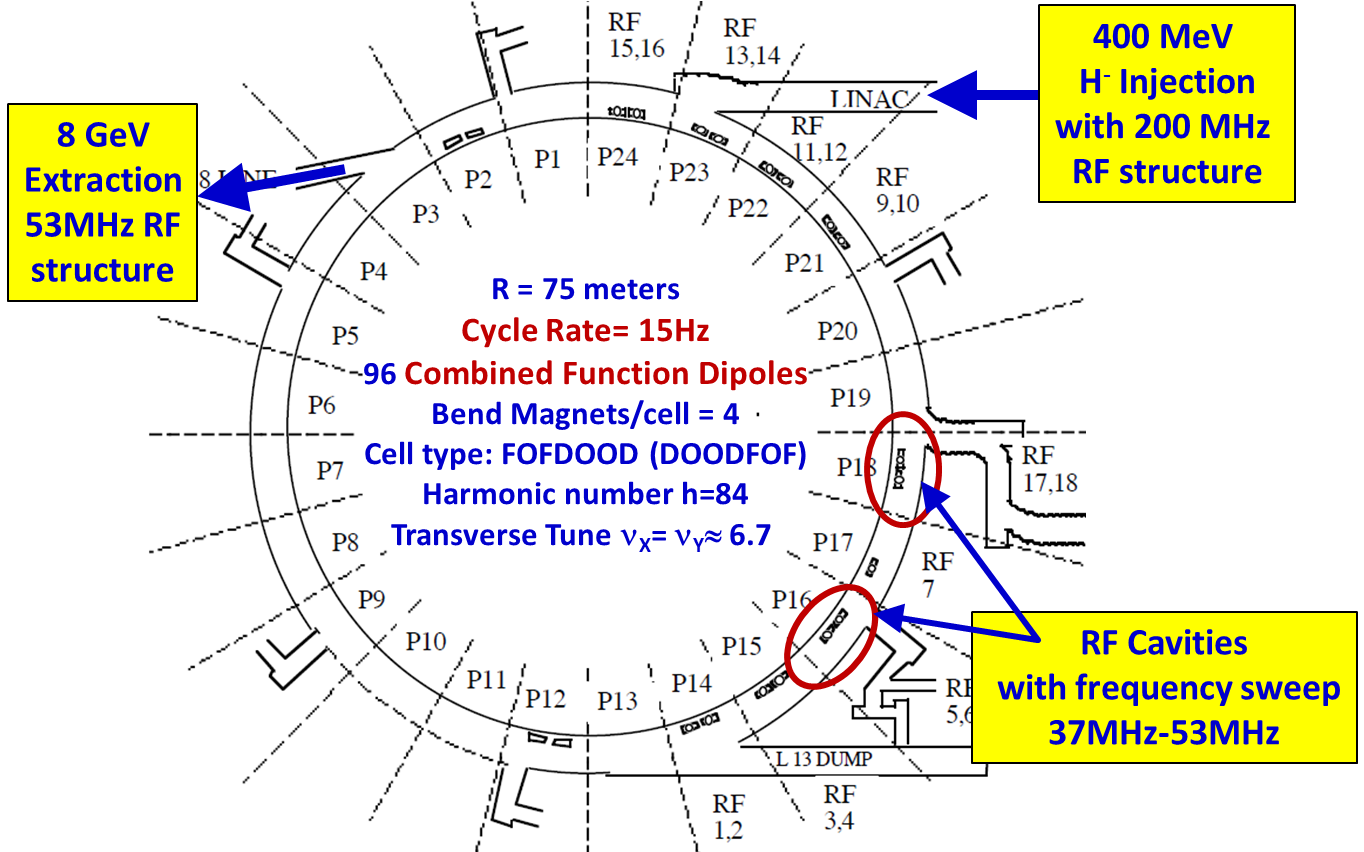 RF
15,16
RF
13,14
400 MeV
H- Injection
with 200 MHz
RF structure
LINAC
8 GeV
Extraction
53MHz RF
structure
RF
11,12
RF
9,10
P1
P24
P2
P23
P3
P22
P4
P21
P5
P20
P6
P19
P7
P18
P8
P17
P9
P16
P10
P15
P11
P14
P12
P13
R = 75 meters
Cycle Rate= 15Hz
96 Combined Function Dipoles
Bend Magnets/cell = 4
Cell type: FOFDOOD (DOODFOF)
Harmonic number h=84
Transverse Tune νX= νY≈ 6.7
RF
17,18
RF
7
RF Cavities
with frequency sweep
37MHz-53MHz
L 13 DUMP
RF
1,2
RF
3,4